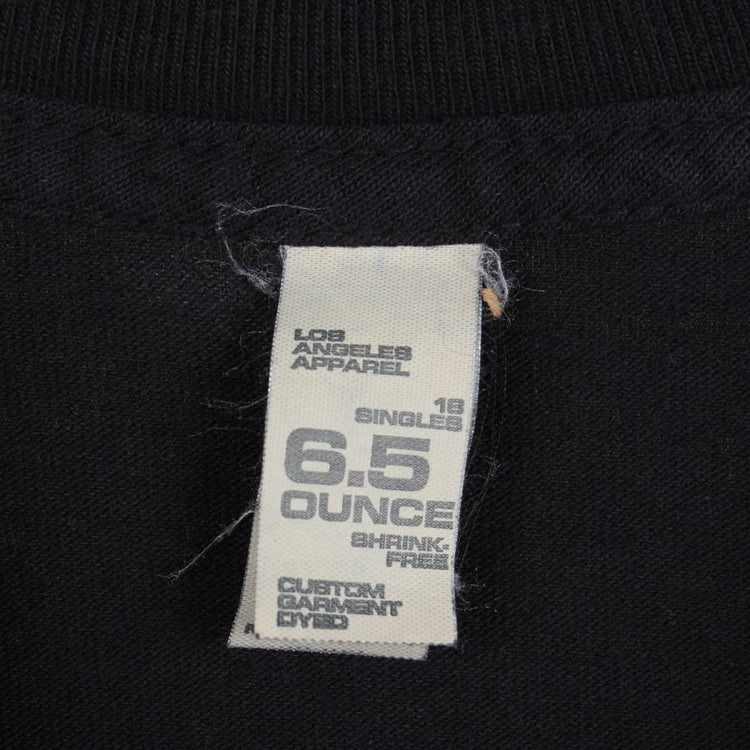 LOS
ANGELES
APPAREL
18
SINGLES
6.5
OUNCE
SHRINK-
FREE
CUSTOM
GARMENT
DYED